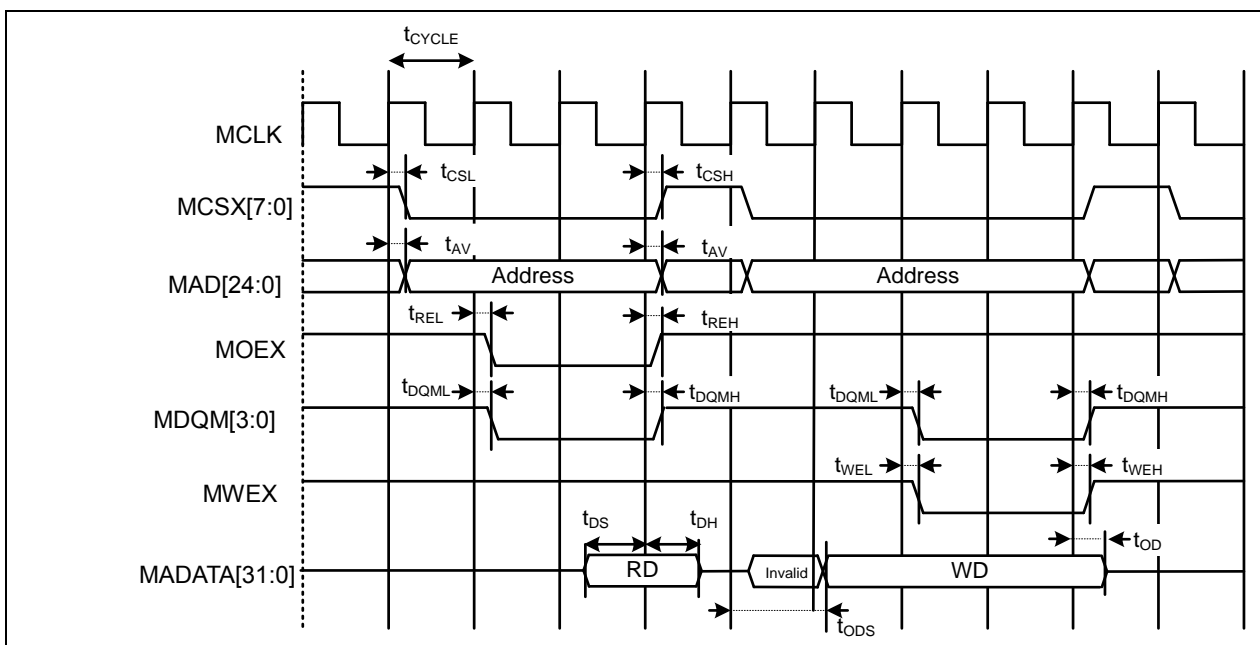 tCYCLE
MCLK
tCSL tCSH
MCSX[7:0]
tAV tAV
MAD[24:0] Address Address
tREL tREH
MOEX
tDQML tDQMH tDQML tDQMH
MDQM[3:0]
tWEL tWEH
MWEX
tDS tDH tOD
MADATA[31:0] RD Invalid WD
tODS